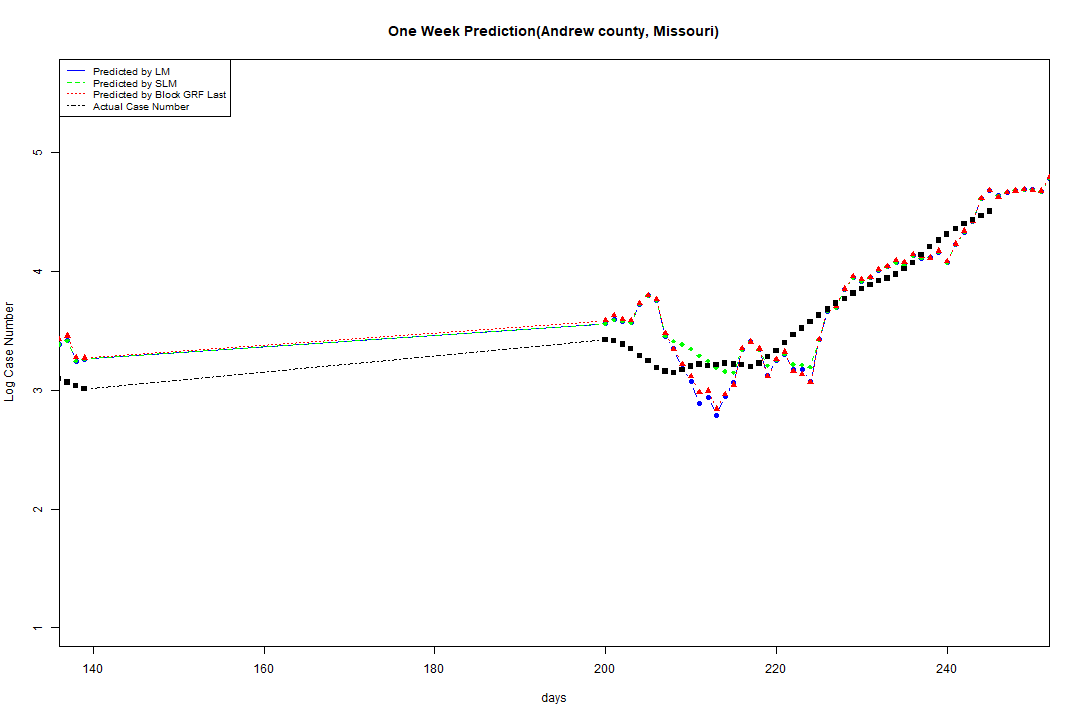 One Week Prediction(Andrew county, Missouri)
Predicted by LM
Predicted by SLM
Predicted by Block GRF Last
Actual Case Number
5
4
3
2
1
Log Case Number
140 160 180 200 220 240
days